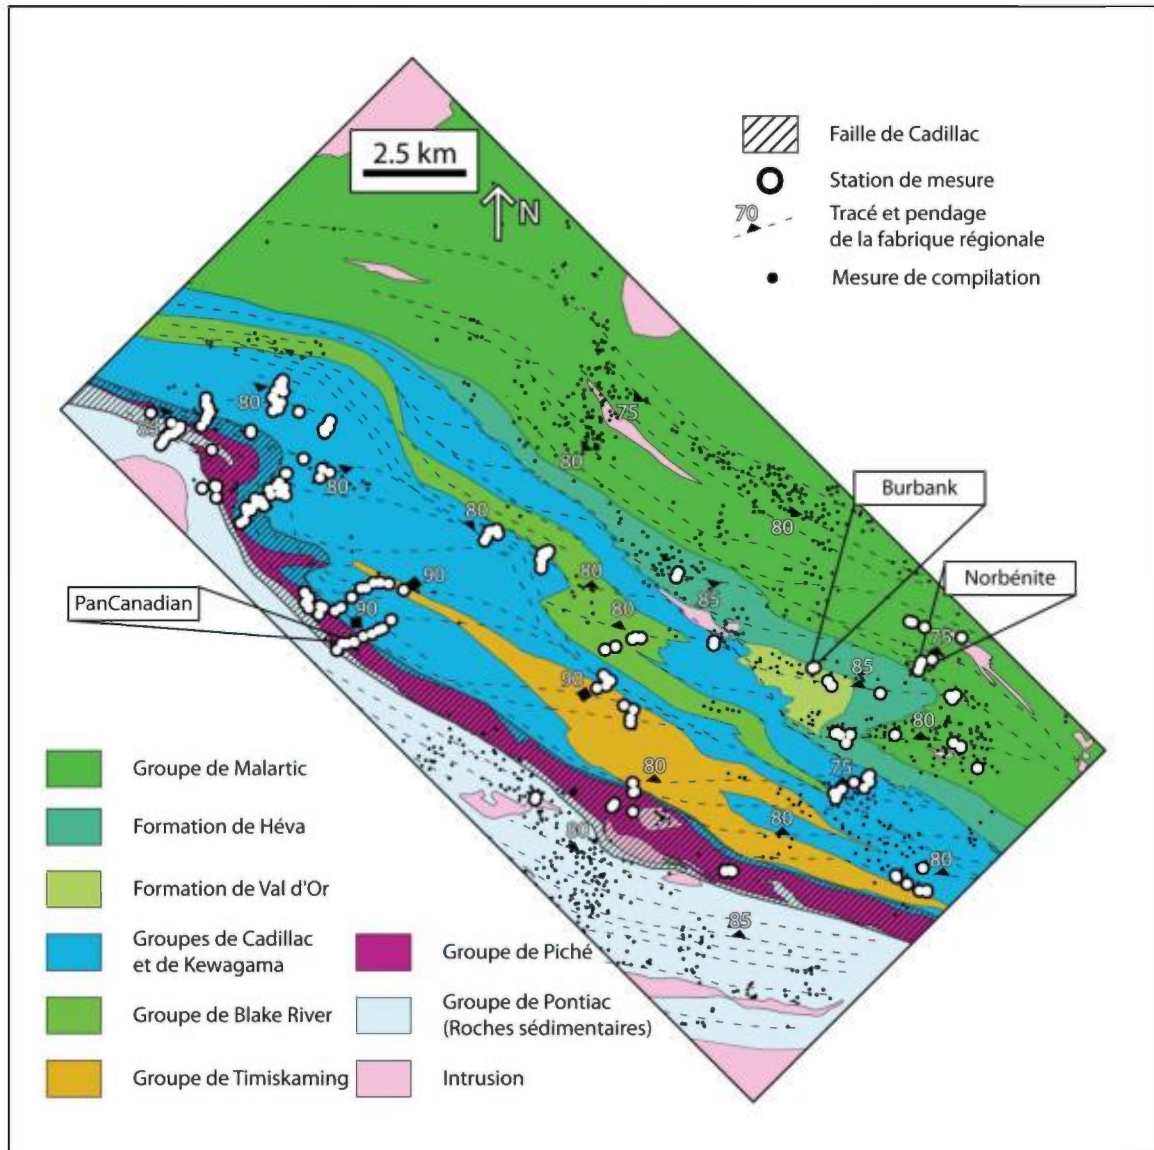 2.5 km
N
Faille de Cadillac
Station de mesure
70
Tracé et pendage
de la fabrique régionale
Mesure de compilation
80
85
80
80
75
80
80
80
Burbank
Norbénite
PanCanadian
90
90
80
85
80
75
85
90
80
80
75
80
80
80
85
80
Groupe de Malartic
Formation de Héva
Formation de Val d'Or
Groupes de Cadillac
et de Kewagama
Groupe de Blake River
Groupe de Timiskaming
Groupe de Piché
Groupe de Pontiac
(Roches sédimentaires)
Intrusion